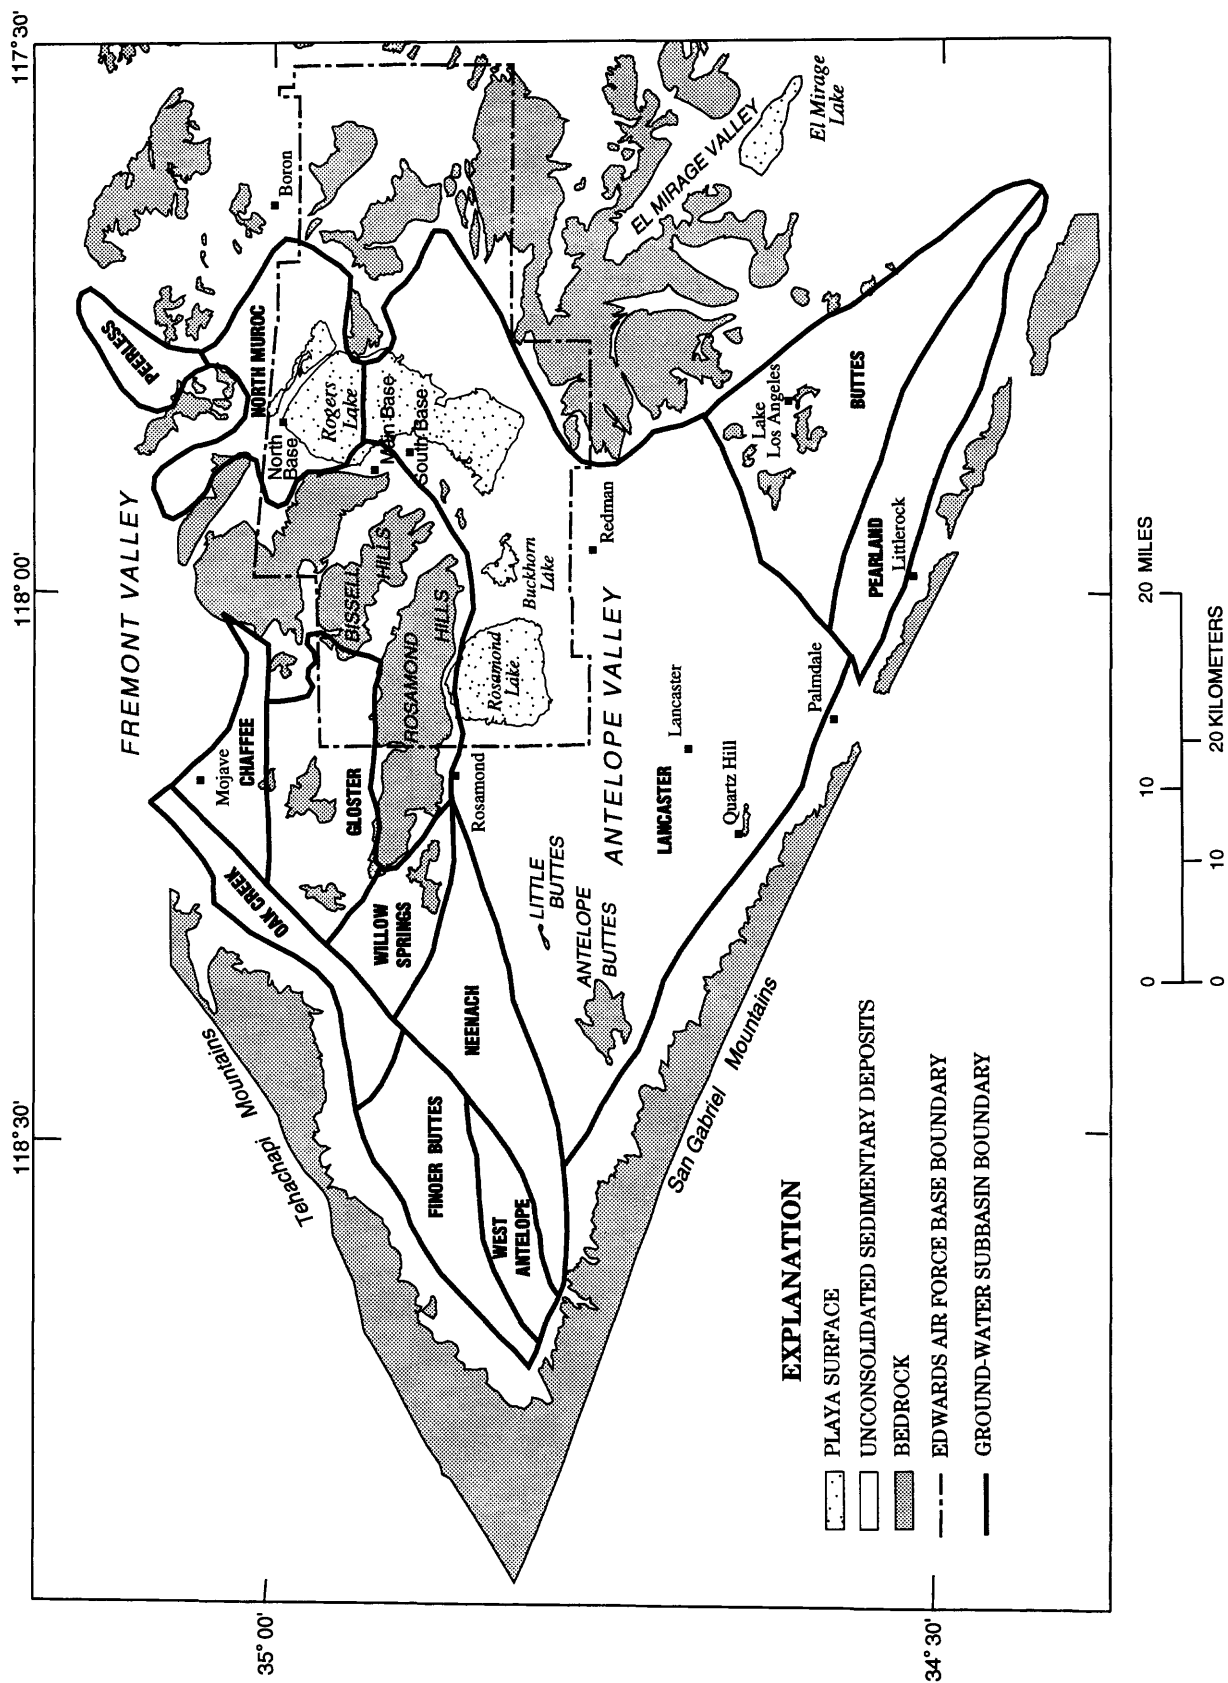 118° 30'
118° 00'
117° 30'
35° 00'
34° 30'
FREMONT VALLEY
PEERLESS
NORTH MUROC
Boron
Mojave
CHAFFEE
OAK CREEK
Tehachapi Mountains
GLOSTER
BISSELL
HILLS
North
Base
Rogers
Lake
Main Base
South Base
ROSAMOND
HILLS
WILLOW
SPRINGS
Rosamond
Rosamond
Lake
Buckhorn
Lake
NEENACH
FINGER BUTTES
WEST
ANTELOPE
LITTLE
BUTTES
ANTELOPE
BUTTES
ANTELOPE VALLEY
Redman
EL MIRAGE VALLEY
El Mirage
Lake
LANCASTER
Lancaster
Quartz Hill
Lake
Los Angeles
BUTTES
Palmdale
PEARLAND
Littlerock
San Gabriel Mountains
EXPLANATION
PLAYA SURFACE
UNCONSOLIDATED SEDIMENTARY DEPOSITS
BEDROCK
EDWARDS AIR FORCE BASE BOUNDARY
GROUND-WATER SUBBASIN BOUNDARY
0 10 20 MILES
0 10 20 KILOMETERS